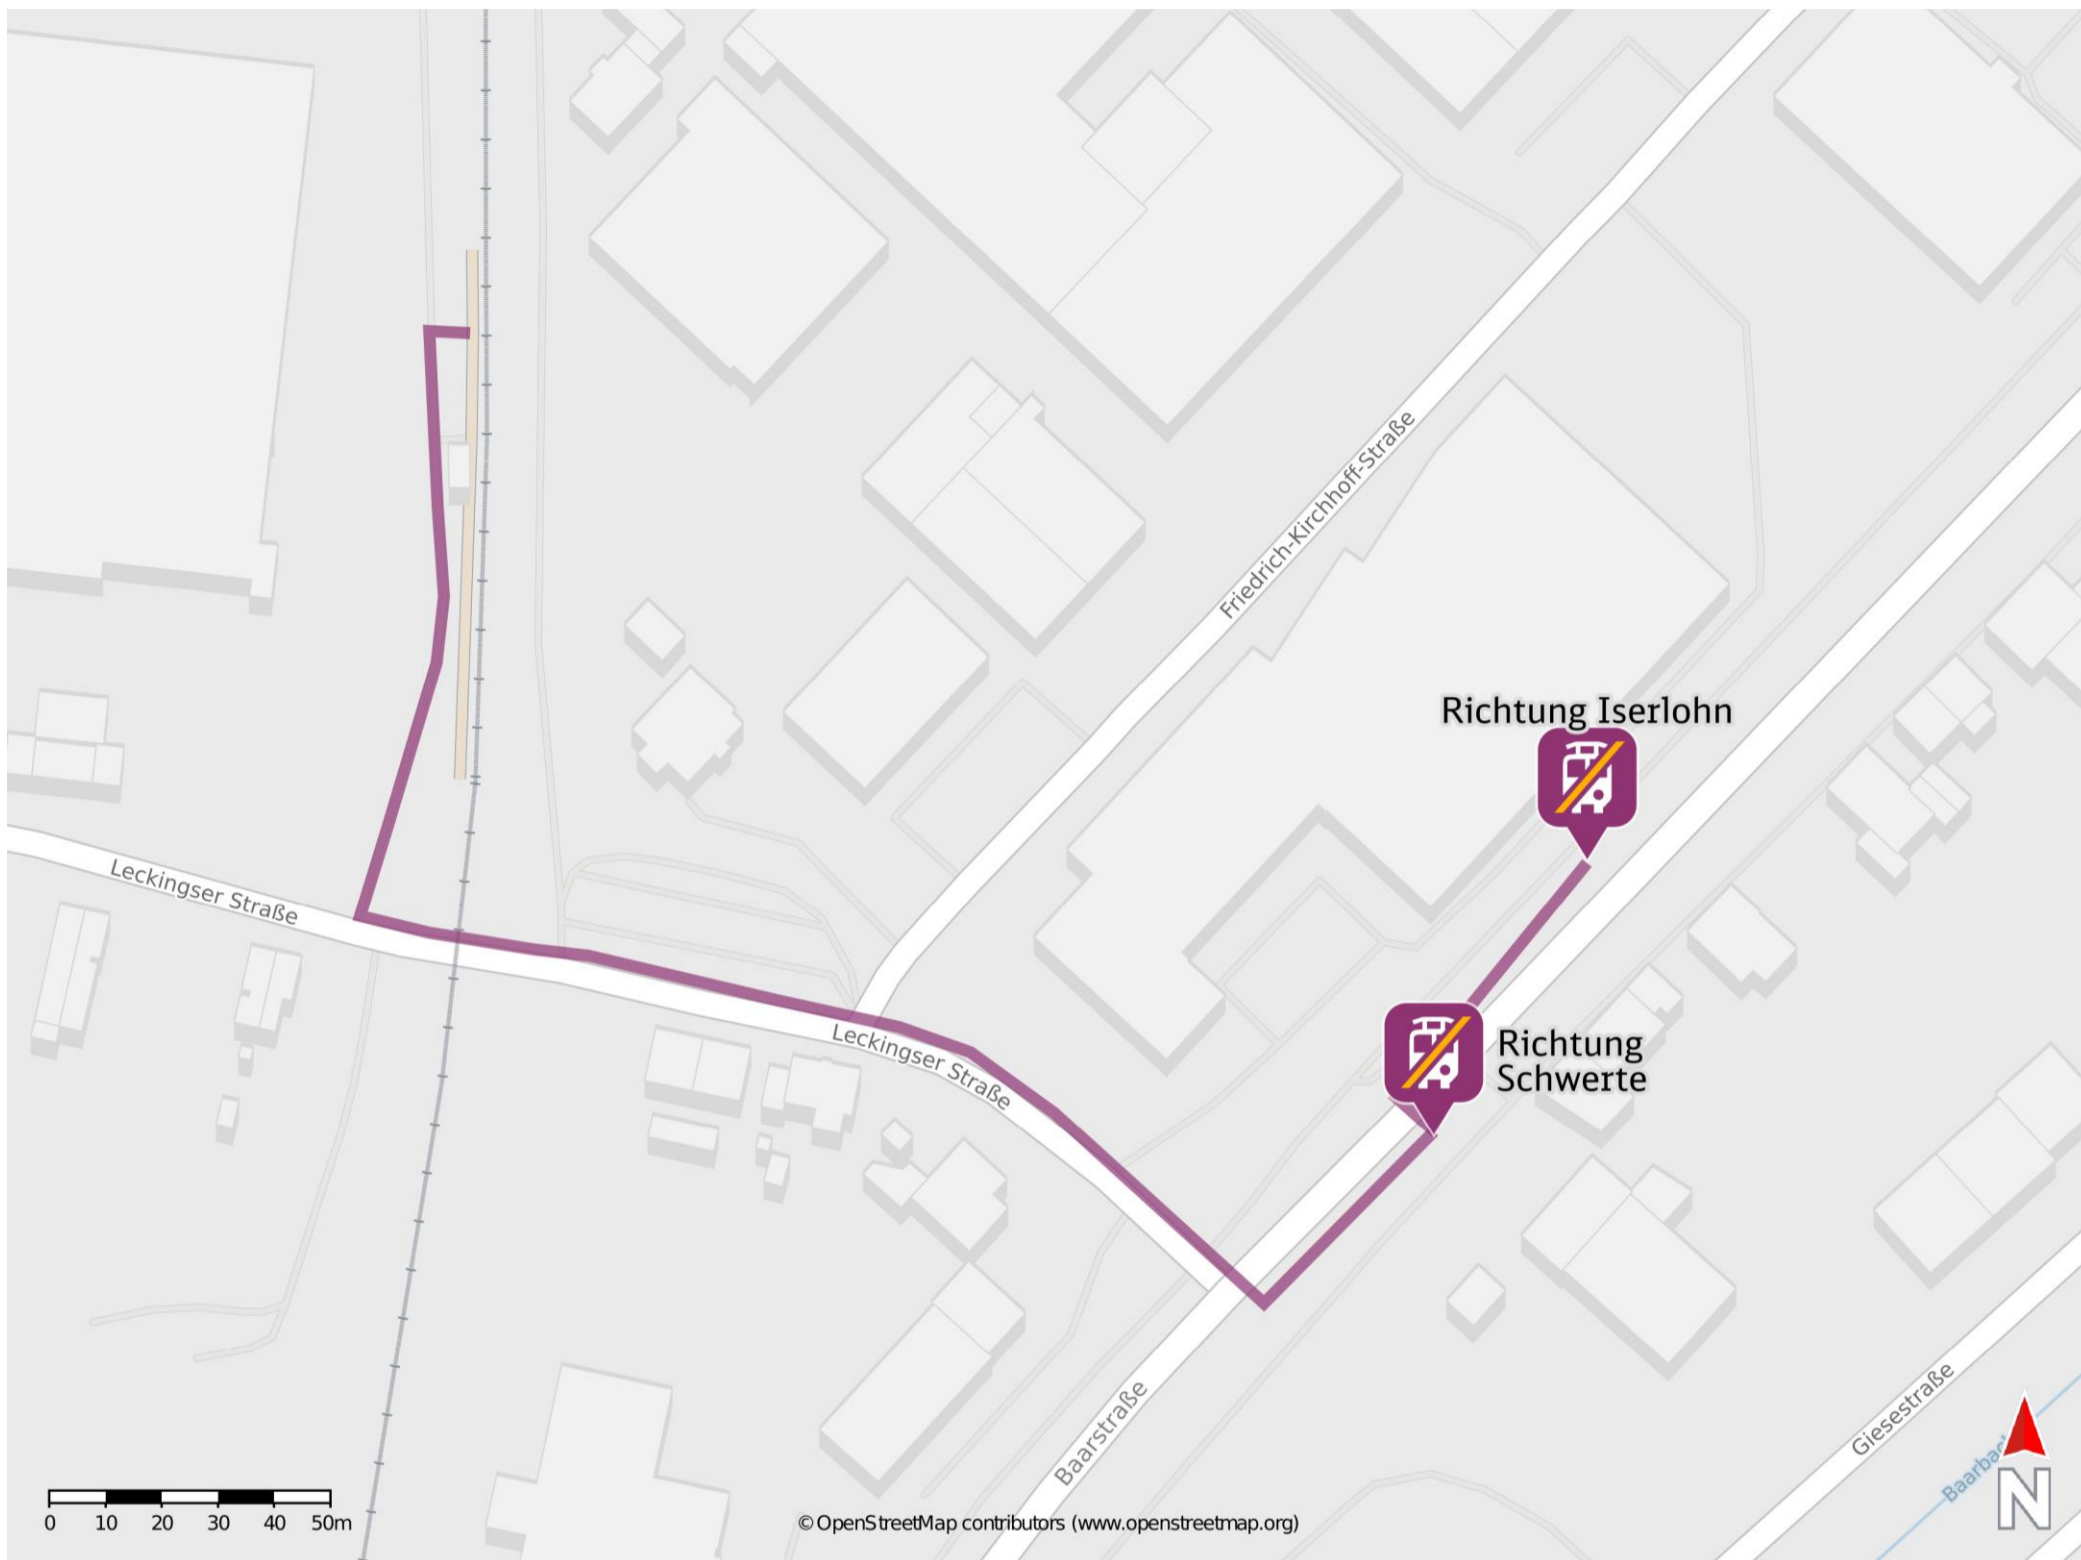 Friedrich-Kirchhoff-Straße
Richtung Iserlohn
Leckingser Straße
Leckingser Straße
Richtung
Schwerte
Baarstraße
Giesestraße
Baarbac
N
0 10 20 30 40 50m
© OpenStreetMap contributors (www.openstreetmap.org)